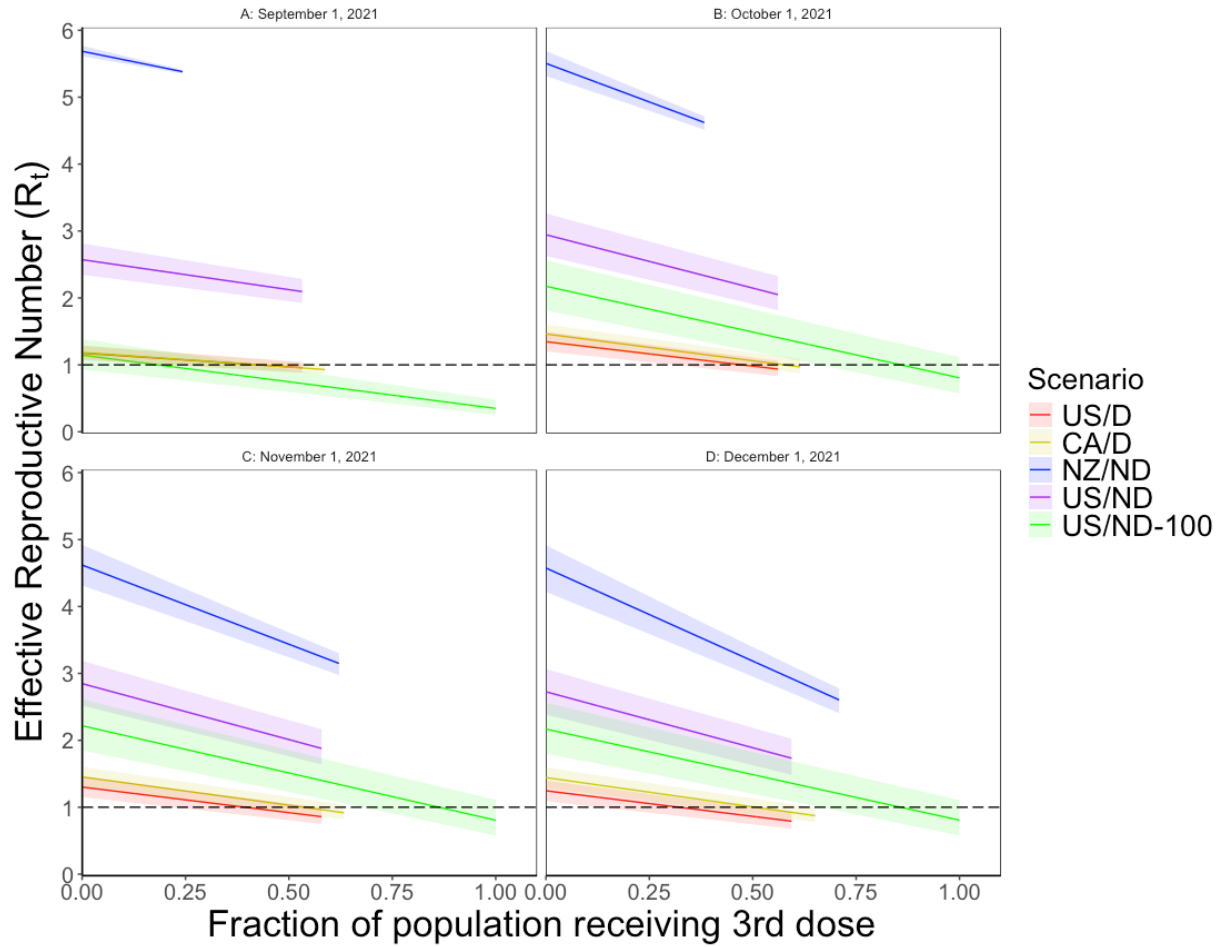 A: September 1, 2021
B: October 1, 2021
6
5
4
3
2
1
0
C: November 1, 2021
D: December 1, 2021
6
5
4
3
2
1
0
0.00 0.25 0.50 0.75 1.00 0.00 0.25 0.50 0.75 1.00
Effective Reproductive Number (Rt)
Fraction of population receiving 3rd dose
Scenario
US/D
CA/D
NZ/ND
US/ND
US/ND-100